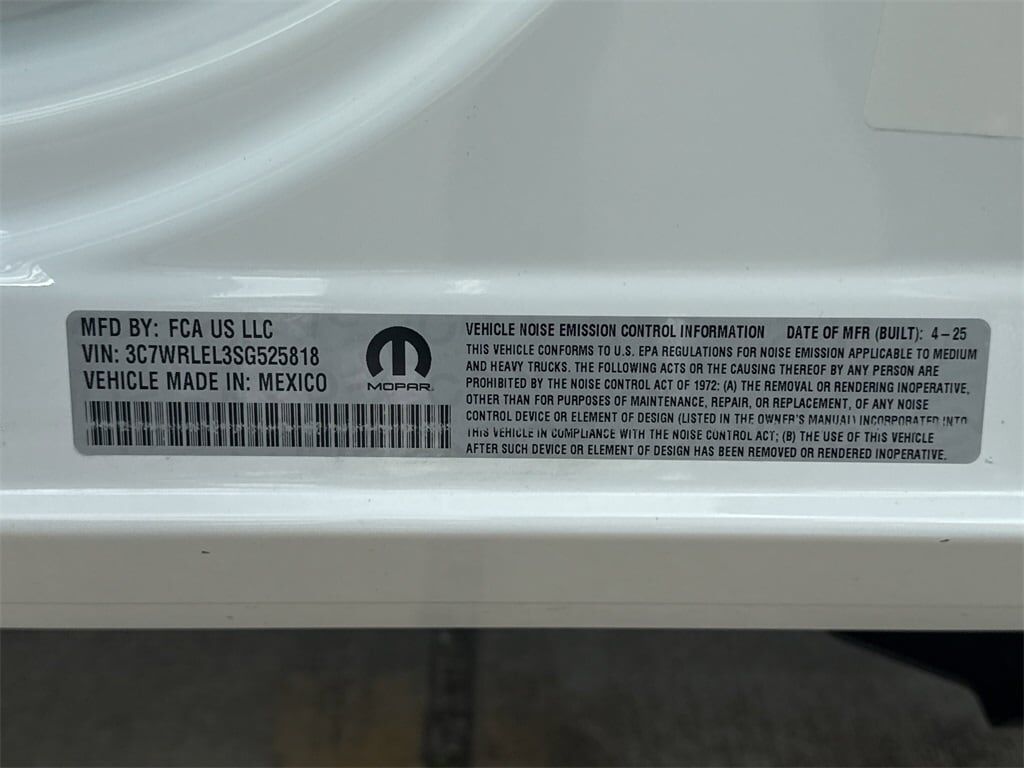 MFD BY: FCA US LLC
VIN: 3C7WRLEL3SG525818
VEHICLE MADE IN: MEXICO
MOPAR
VEHICLE NOISE EMISSION CONTROL INFORMATION DATE OF MFR (BUILT): 4-25
THIS VEHICLE CONFORMS TO U.S. EPA REGULATIONS FOR NOISE EMISSION APPLICABLE TO MEDIUM
AND HEAVY TRUCKS. THE FOLLOWING ACTS OR THE CAUSING THEREOF BY ANY PERSON ARE
PROHIBITED BY THE NOISE CONTROL ACT OF 1972: (A) THE REMOVAL OR RENDERING INOPERATIVE,
OTHER THAN FOR PURPOSES OF MAINTENANCE, REPAIR, OR REPLACEMENT, OF ANY NOISE
CONTROL DEVICE OR ELEMENT OF DESIGN (LISTED IN THE OWNER'S MANUAL) INCORPORATED INTO
THIS VEHICLE IN COMPLIANCE WITH THE NOISE CONTROL ACT; (B) THE USE OF THIS VEHICLE
AFTER SUCH DEVICE OR ELEMENT OF DESIGN HAS BEEN REMOVED OR RENDERED INOPERATIVE.